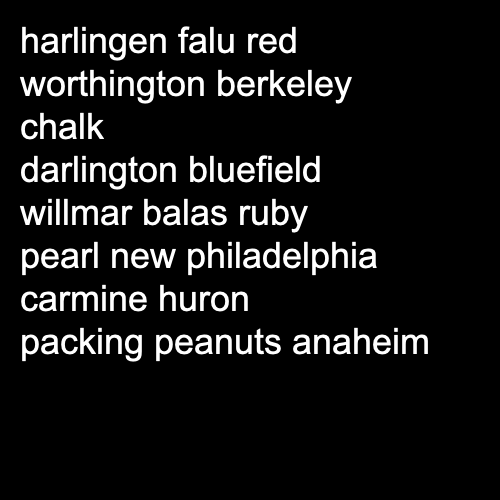 harlingen falu red
worthington berkeley
chalk
darlington bluefield
willmar balas ruby
pearl new philadelphia
carmine huron
packing peanuts anaheim